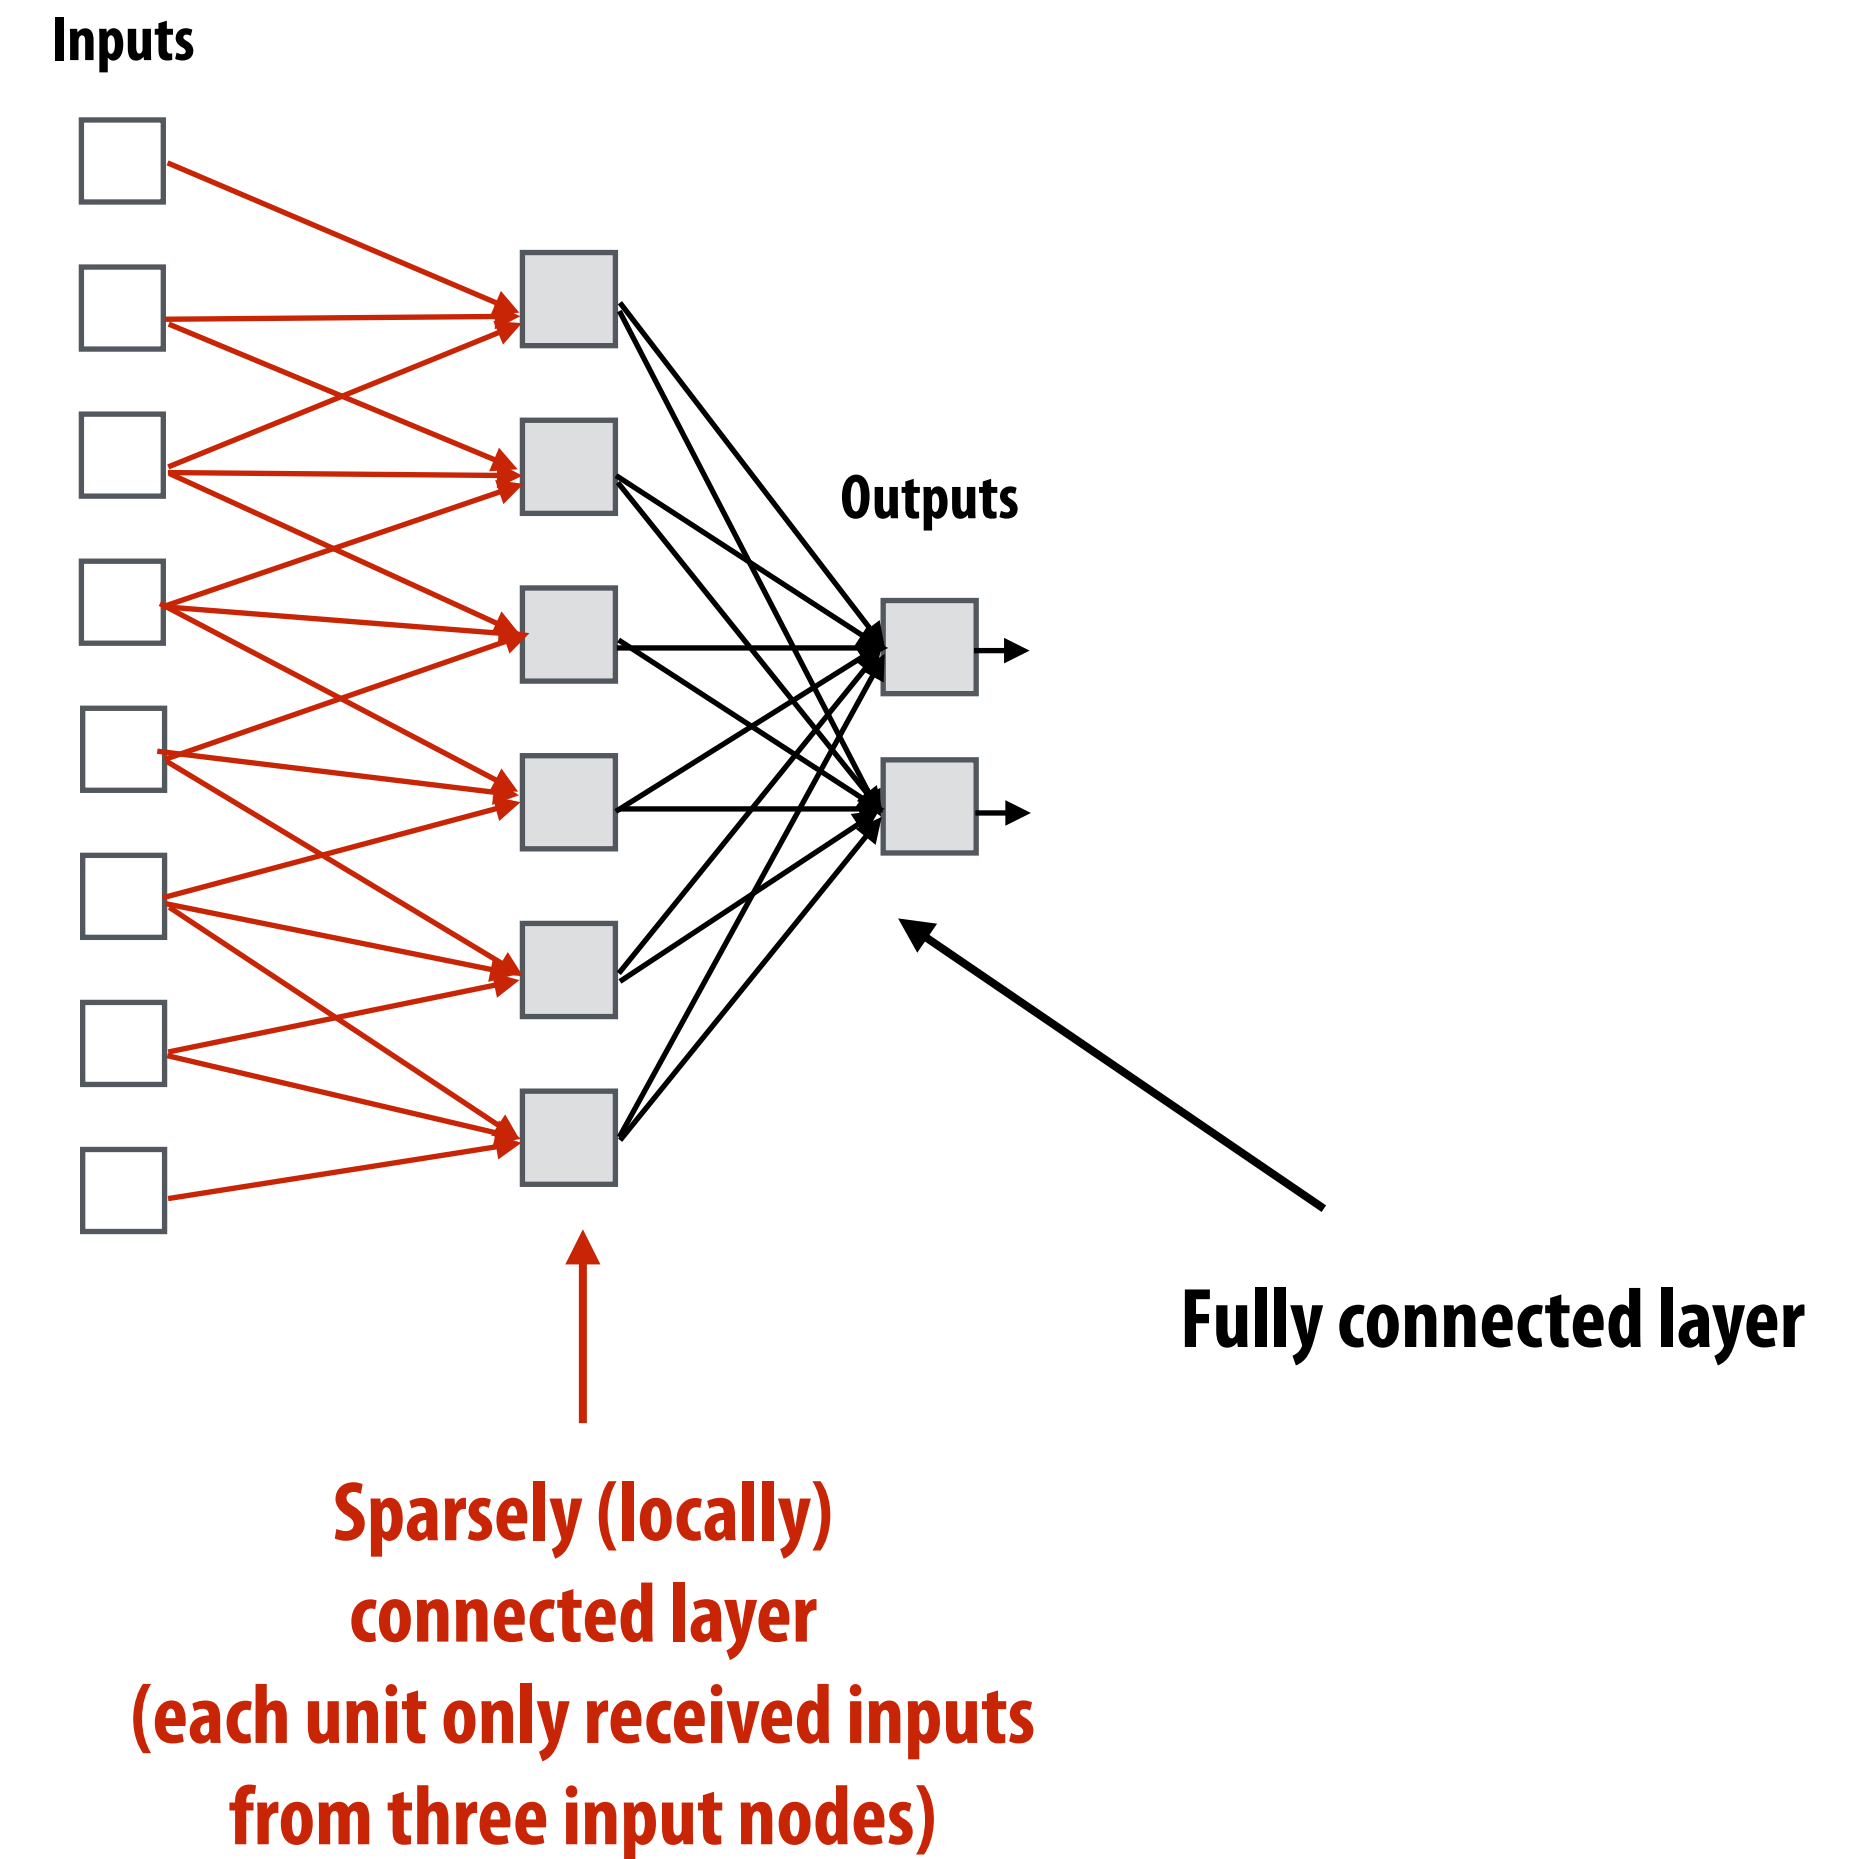 Inputs
Outputs
Fully connected layer
Sparsely (locally)
connected layer
(each unit only received inputs
from three input nodes)